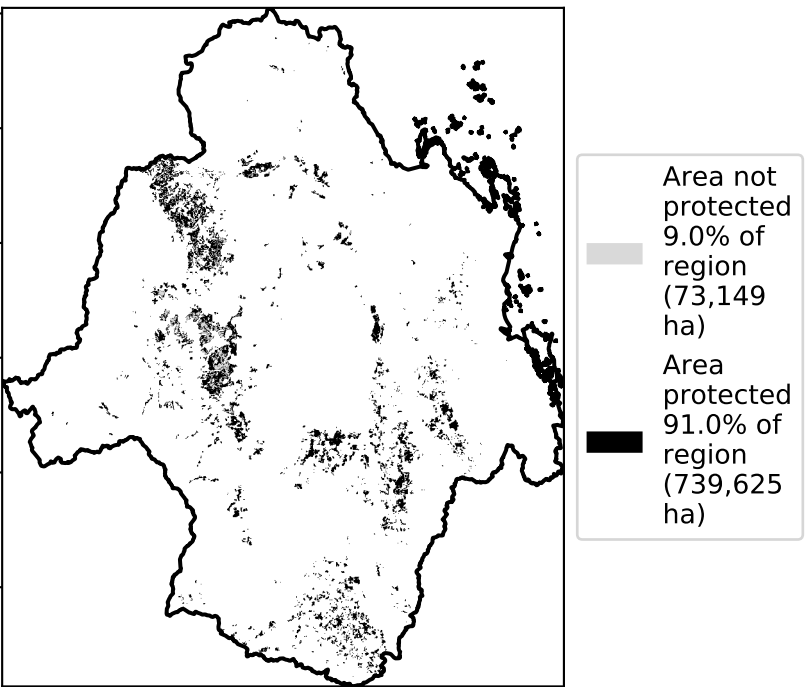 Area not
protected
9.0% of
region
(73,149
ha)
Area
protected
91.0% of
region
(739,625
ha)